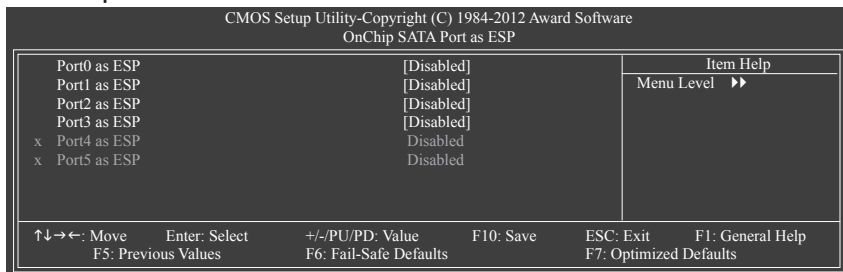 CMOS Setup Utility-Copyright (C) 1984-2012 Award Software
OnChip SATA Port as ESP
Port0 as ESP [Disabled]
Port1 as ESP [Disabled]
Port2 as ESP [Disabled]
Port3 as ESP [Disabled]
x Port4 as ESP Disabled
x Port5 as ESP Disabled
Item Help
Menu Level ▶▶
↑↓→←: Move Enter: Select +/-/PU/PD: Value F10: Save ESC: Exit F1: General Help
F5: Previous Values F6: Fail-Safe Defaults F7: Optimized Defaults